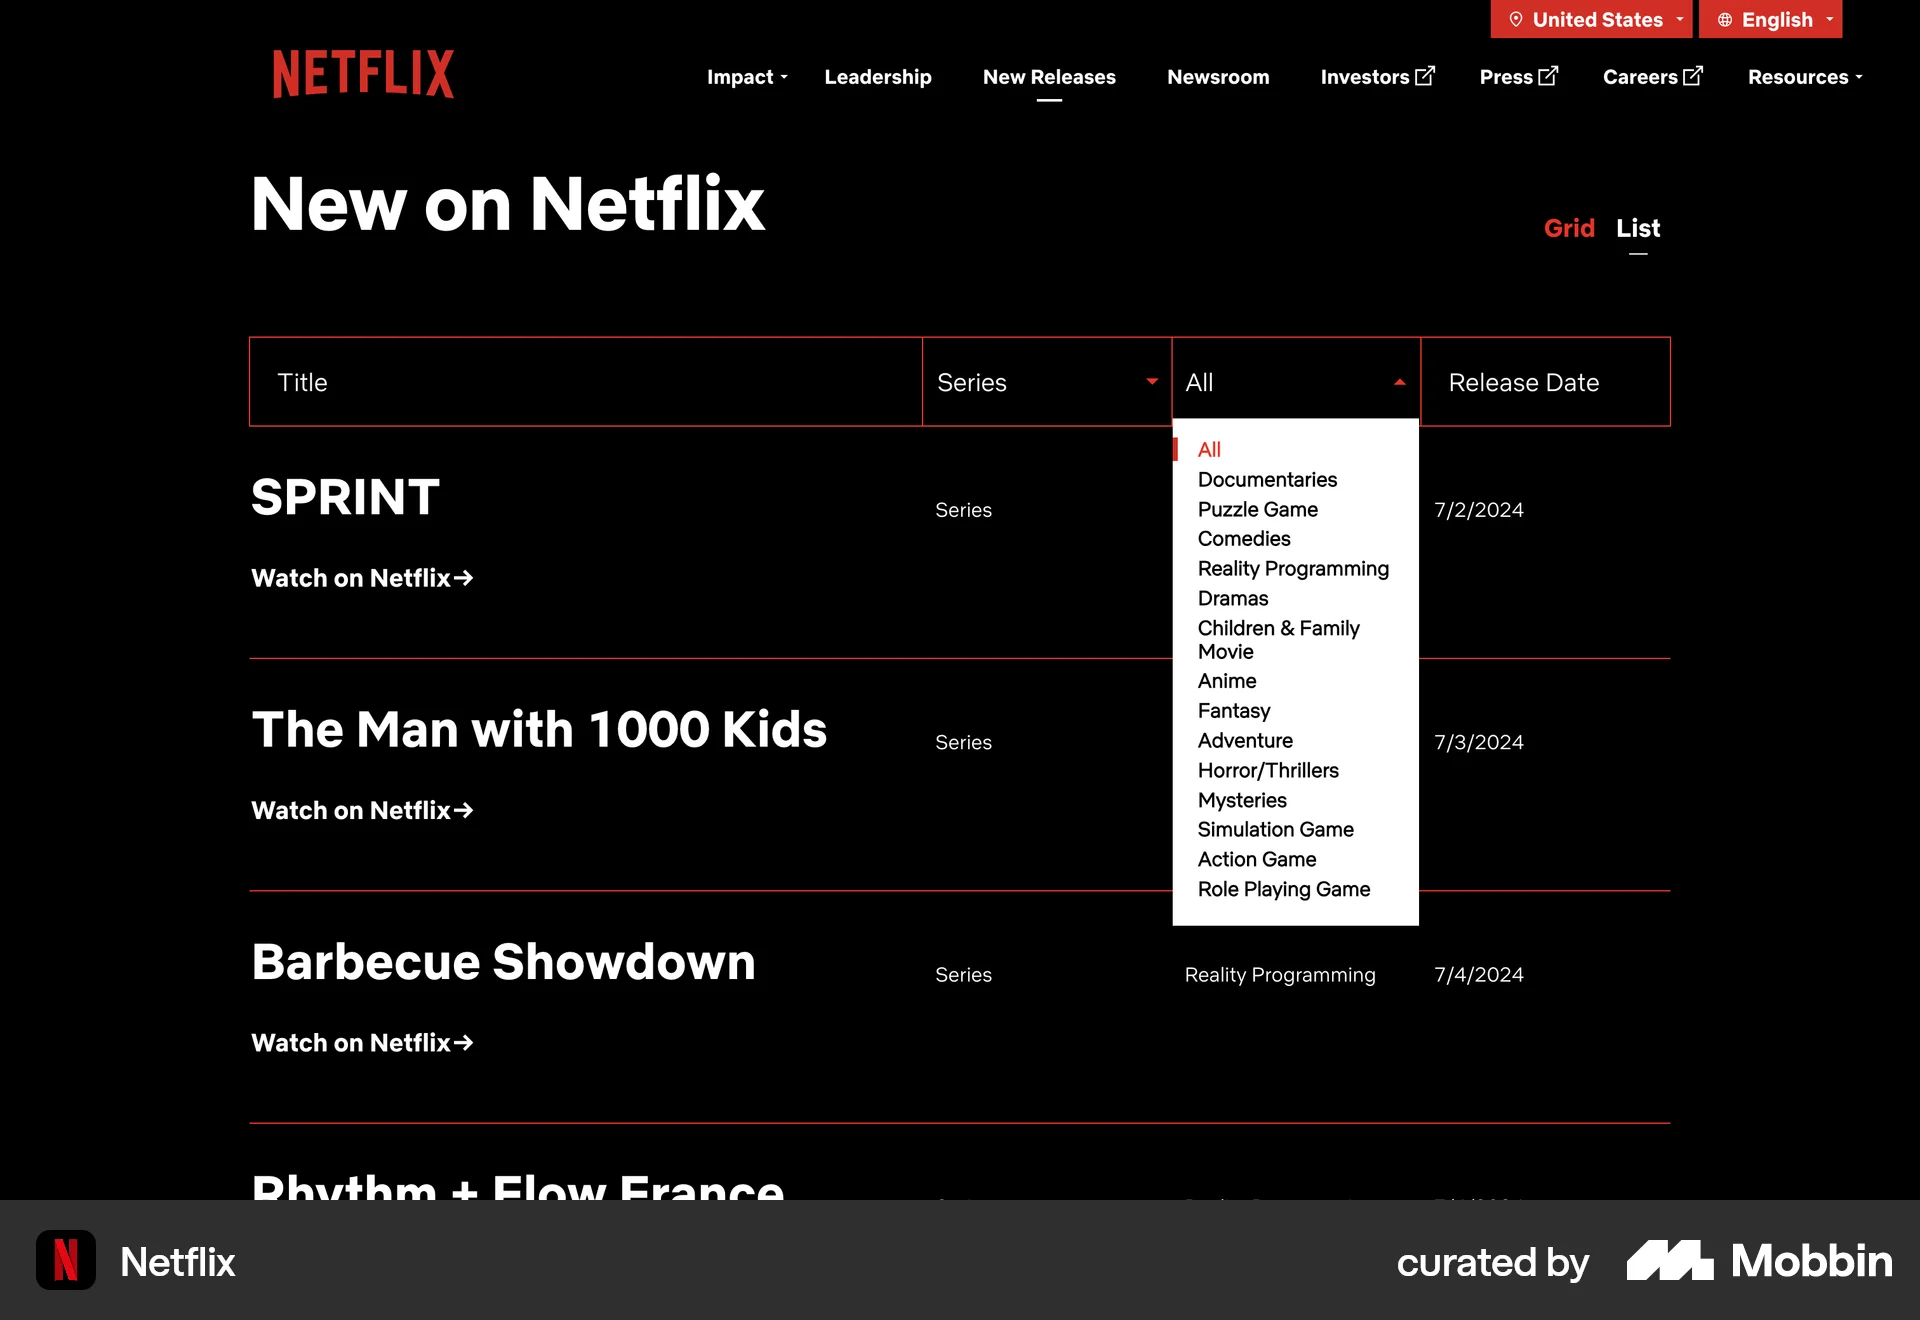 United States
English
NETFLIX
Impact
Leadership
New Releases
Newsroom
Investors
Press
Careers
Resources
New on Netflix
Grid
List
Title
Series
All
Release Date
All
Documentaries
Puzzle Game
Comedies
Reality Programming
Dramas
Children & Family
Movie
Anime
Fantasy
Adventure
Horror/Thrillers
Mysteries
Simulation Game
Action Game
Role Playing Game
SPRINT
Series
7/2/2024
Watch on Netflix→
The Man with 1000 Kids
Series
7/3/2024
Watch on Netflix→
Barbecue Showdown
Series
Reality Programming
7/4/2024
Watch on Netflix→
Rhythm + Flow France
N
Netflix
curated by
Mobbin